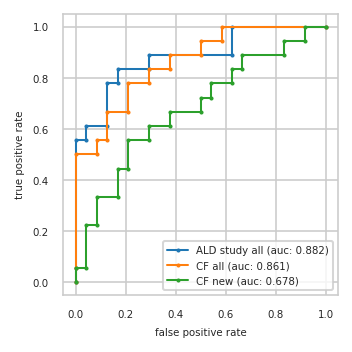 1.0
0.8
0.6
0.4
0.2
0.0
true positive rate
ALD study all (auc: 0.882)
CF all (auc: 0.861)
CF new (auc: 0.678)
0.0 0.2 0.4 0.6 0.8 1.0
false positive rate